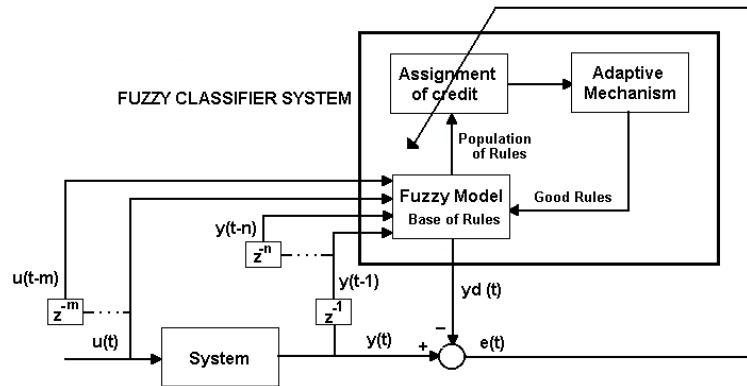 FUZZY CLASSIFIER SYSTEM
Assignment
of credit
Adaptive
Mechanism
Population
of Rules
Fuzzy Model
Base of Rules
Good Rules
y(t-n)
z-n
u(t-m)
z-m
y(t-1)
z-1
yd (t)
u(t)
System
y(t)
+
−
e(t)